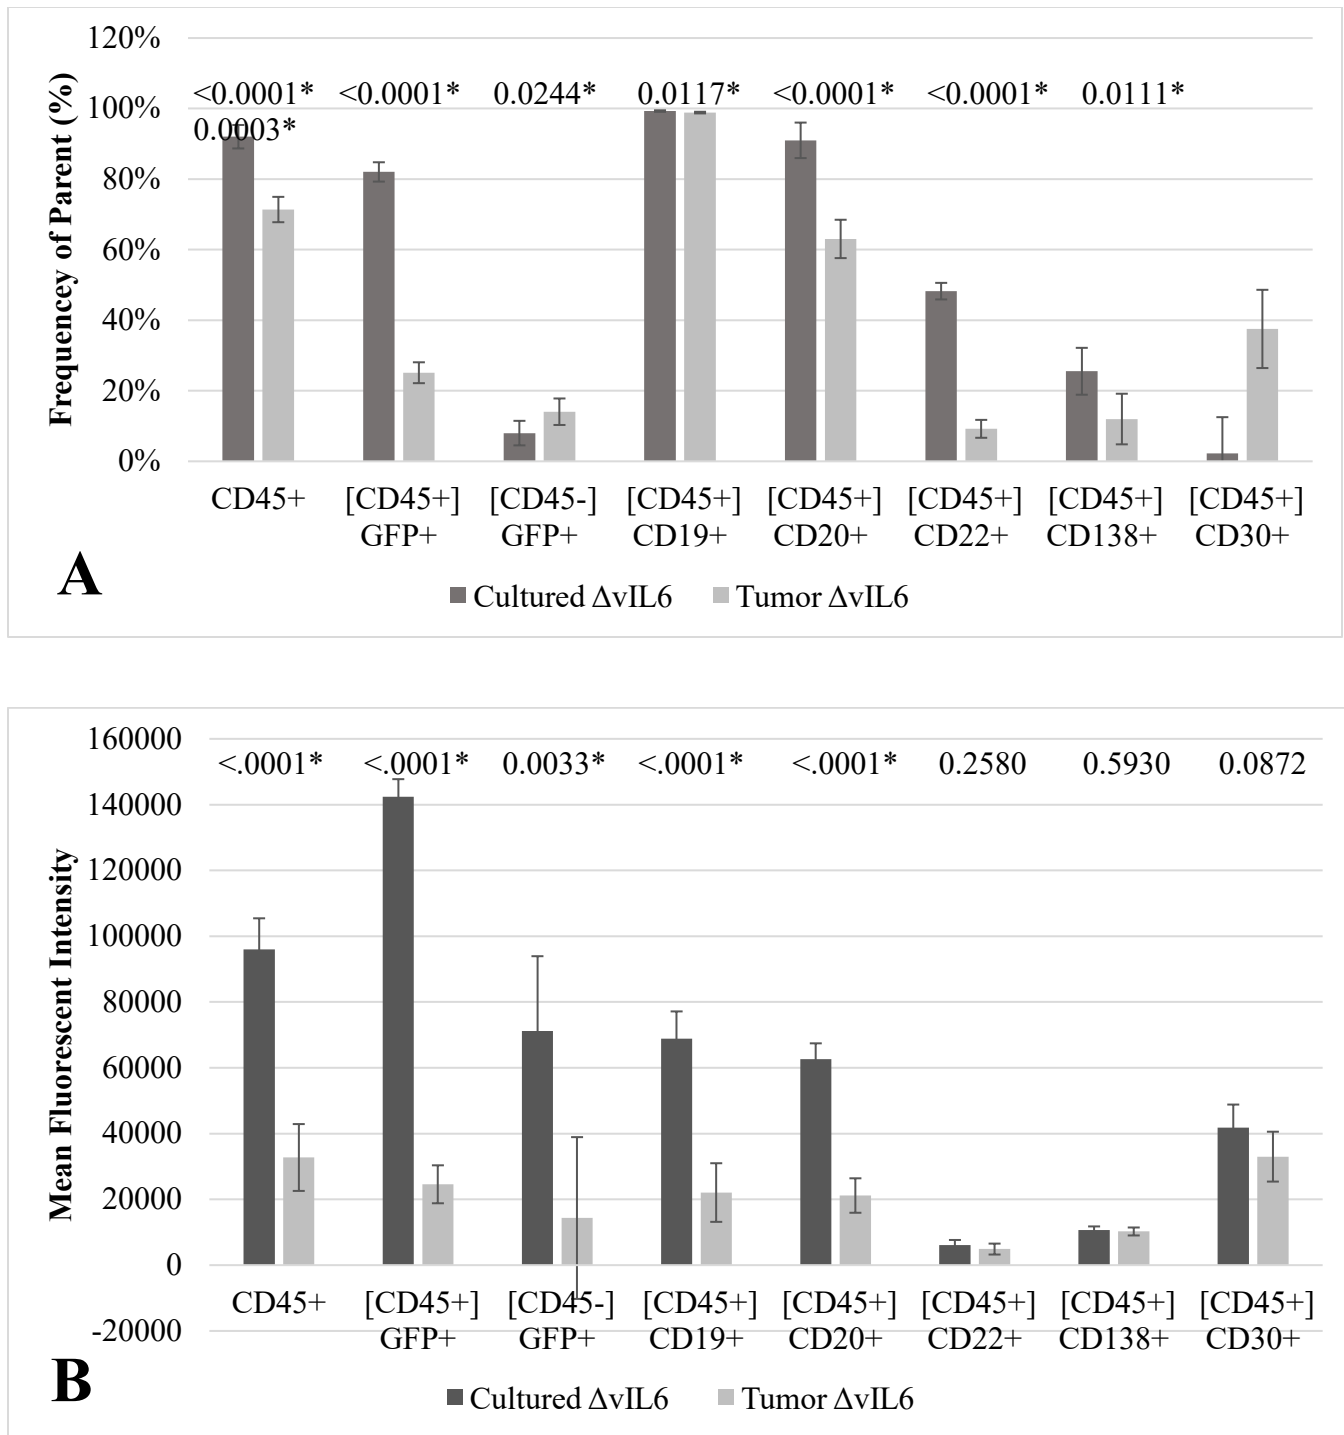 120%
100%
80%
60%
40%
20%
0%
Frequencey of Parent (%)
<0.0001* <0.0001* 0.0244* 0.0117* <0.0001* <0.0001* 0.0111*
0.0003*
CD45+ [CD45+] [CD45-] [CD45+] [CD45+] [CD45+] [CD45+] [CD45+]
GFP+ GFP+ CD19+ CD20+ CD22+ CD138+ CD30+
A
Cultured ΔvIL6 Tumor ΔvIL6
160000
140000
120000
100000
80000
60000
40000
20000
0
-20000
Mean Fluorescent Intensity
<.0001* <.0001* 0.0033* <.0001* <.0001* 0.2580 0.5930 0.0872
CD45+ [CD45+] [CD45-] [CD45+] [CD45+] [CD45+] [CD45+] [CD45+]
GFP+ GFP+ CD19+ CD20+ CD22+ CD138+ CD30+
B
Cultured ΔvIL6 Tumor ΔvIL6